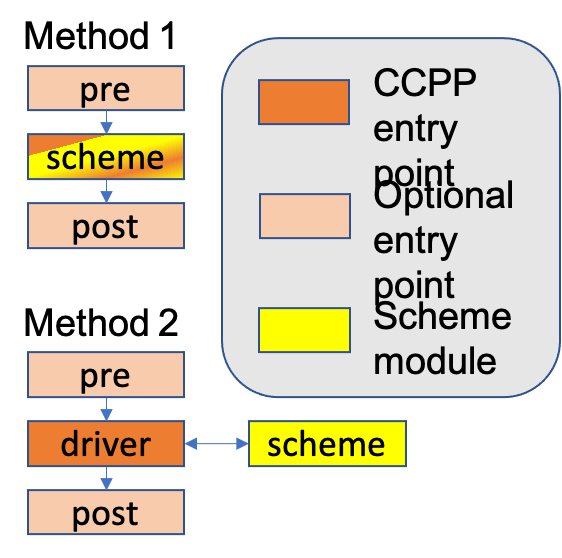 Method 1
pre
scheme
post
CCPP
entry
point
Optional
entry
point
Scheme
module
Method 2
pre
driver
scheme
post